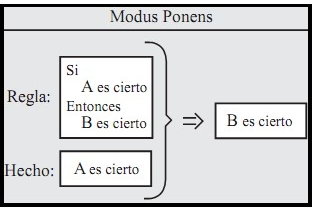 Modus Ponens
Regla:
Si
A es cierto
Entonces
B es cierto
Hecho:
A es cierto
⇒
B es cierto